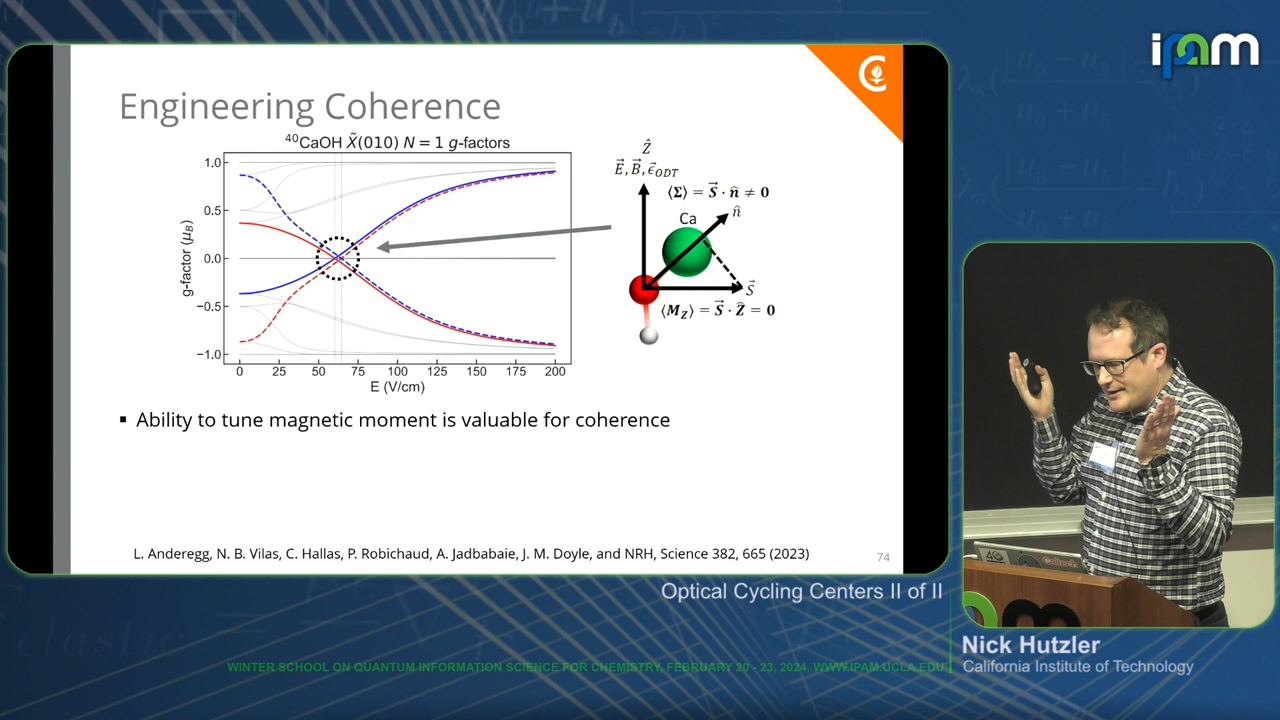 ipam
Engineering Coherence
⁴⁰CaOH X̃(010) N = 1 g-factors
g-factor (μ_B)
1.0
0.5
0.0
−0.5
−1.0
0 25 50 75 100 125 150 175 200
E (V/cm)
Ẑ
E⃗, B⃗, ϵ⃗_ODT
⟨Σ⟩ = S⃗ · n̂ ≠ 0
n̂
Ca
S⃗
⟨M_Z⟩ = S⃗ · Ẑ = 0
▪ Ability to tune magnetic moment is valuable for coherence
L. Anderegg, N. B. Vilas, C. Hallas, P. Robichaud, A. Jadbabaie, J. M. Doyle, and NRH, Science 382, 665 (2023)
74
Optical Cycling Centers II of II
Nick Hutzler
California Institute of Technology
WINTER SCHOOL ON QUANTUM INFORMATION SCIENCE FOR CHEMISTRY, FEBRUARY 20 - 23, 2024, WWW.IPAM.UCLA.EDU
elastic